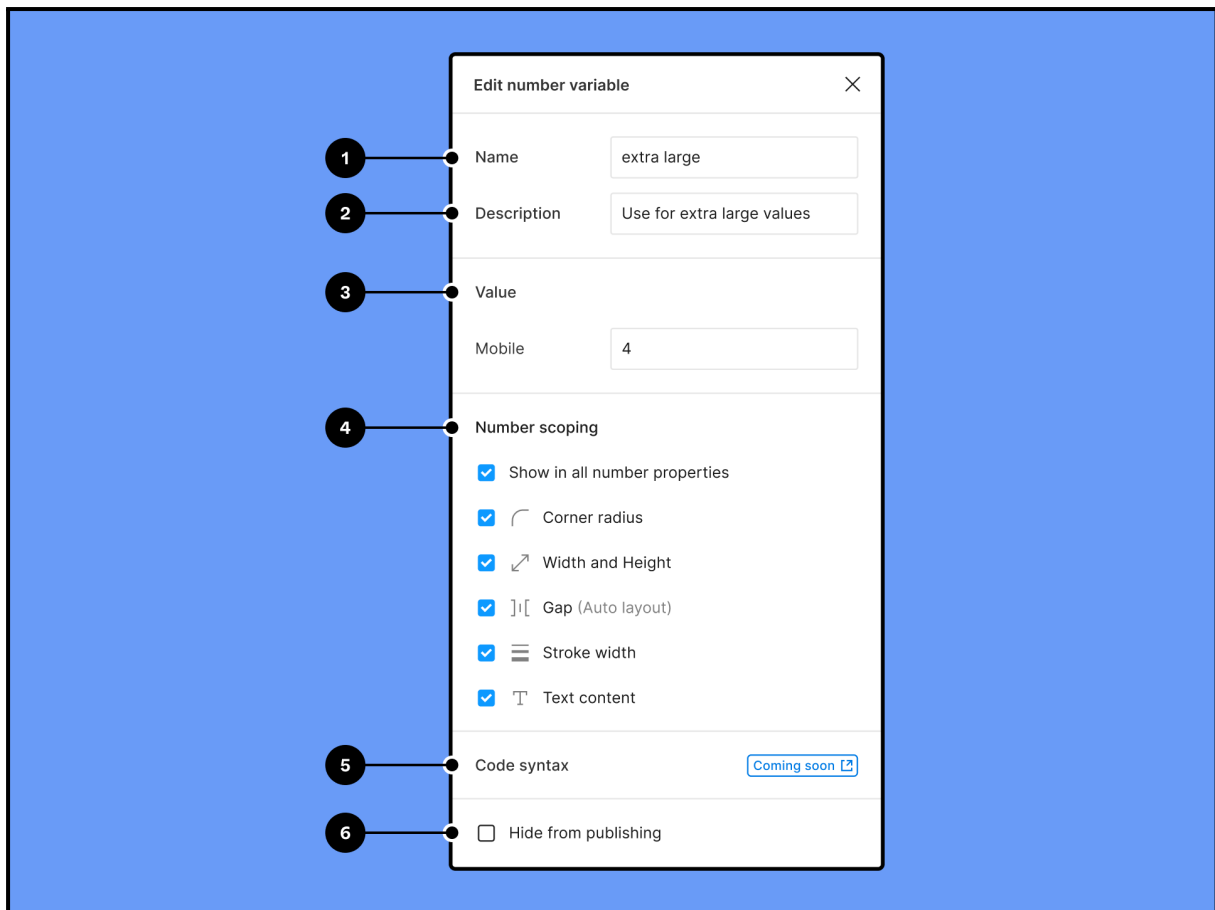 Edit number variable
1 Name extra large
2 Description Use for extra large values
3 Value
Mobile 4
4 Number scoping
Show in all number properties
Corner radius
Width and Height
Gap (Auto layout)
Stroke width
T Text content
5 Code syntax Coming soon
6 Hide from publishing